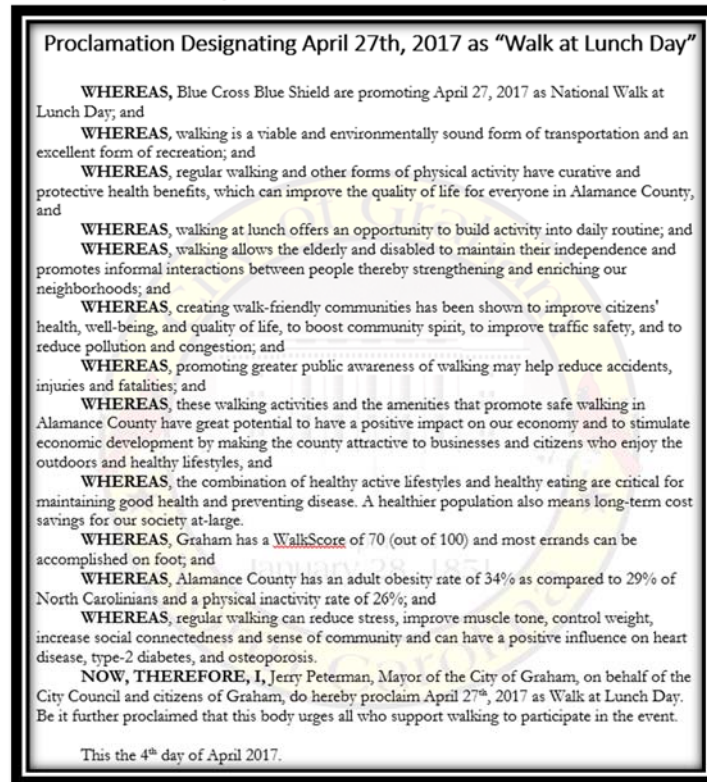 Proclamation Designating April 27th, 2017 as “Walk at Lunch Day”
WHEREAS, Blue Cross Blue Shield are promoting April 27, 2017 as National Walk at
Lunch Day; and
WHEREAS, walking is a viable and environmentally sound form of transportation and an
excellent form of recreation; and
WHEREAS, regular walking and other forms of physical activity have curative and
protective health benefits, which can improve the quality of life for everyone in Alamance County,
and
WHEREAS, walking at lunch offers an opportunity to build activity into daily routine; and
WHEREAS, walking allows the elderly and disabled to maintain their independence and
promotes informal interactions between people thereby strengthening and enriching our
neighborhoods; and
WHEREAS, creating walk-friendly communities has been shown to improve citizens'
health, well-being, and quality of life, to boost community spirit, to improve traffic safety, and to
reduce pollution and congestion; and
WHEREAS, promoting greater public awareness of walking may help reduce accidents,
injuries and fatalities; and
WHEREAS, these walking activities and the amenities that promote safe walking in
Alamance County have great potential to have a positive impact on our economy and to stimulate
economic development by making the county attractive to businesses and citizens who enjoy the
outdoors and healthy lifestyles, and
WHEREAS, the combination of healthy active lifestyles and healthy eating are critical for
maintaining good health and preventing disease. A healthier population also means long-term cost
savings for our society at-large.
WHEREAS, Graham has a WalkScore of 70 (out of 100) and most errands can be
accomplished on foot; and
WHEREAS, Alamance County has an adult obesity rate of 34% as compared to 29% of
North Carolinians and a physical inactivity rate of 26%; and
WHEREAS, regular walking can reduce stress, improve muscle tone, control weight,
increase social connectedness and sense of community and can have a positive influence on heart
disease, type-2 diabetes, and osteoporosis.
NOW, THEREFORE, I, Jerry Peterman, Mayor of the City of Graham, on behalf of the
City Council and citizens of Graham, do hereby proclaim April 27th, 2017 as Walk at Lunch Day.
Be it further proclaimed that this body urges all who support walking to participate in the event.
This the 4th day of April 2017.